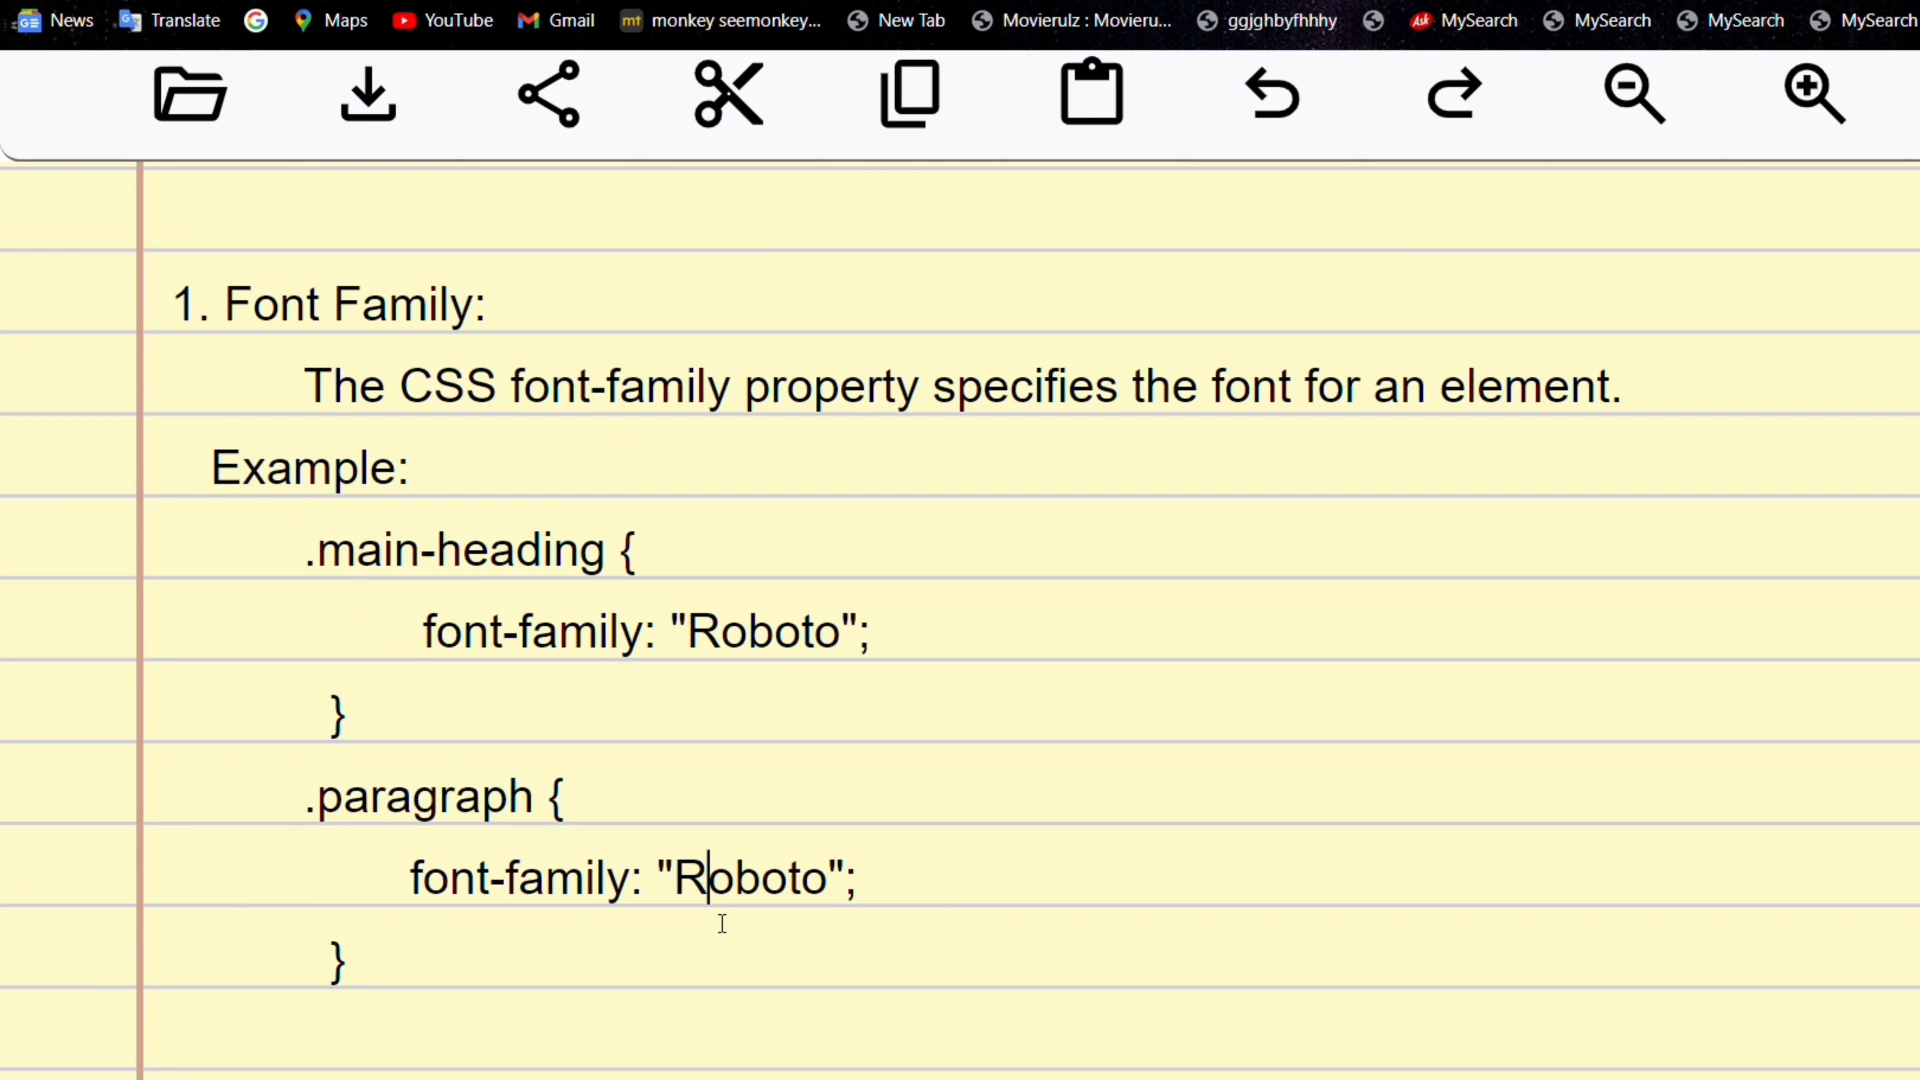 News Translate Maps YouTube Gmail mt monkey seemonkey... New Tab Movierulz : Movieru... ggjghbyfhhhy Ask MySearch MySearch MySearch MySearch
1. Font Family:
The CSS font-family property specifies the font for an element.
Example:
.main-heading {
font-family: "Roboto";
}
.paragraph {
font-family: "Roboto";
}